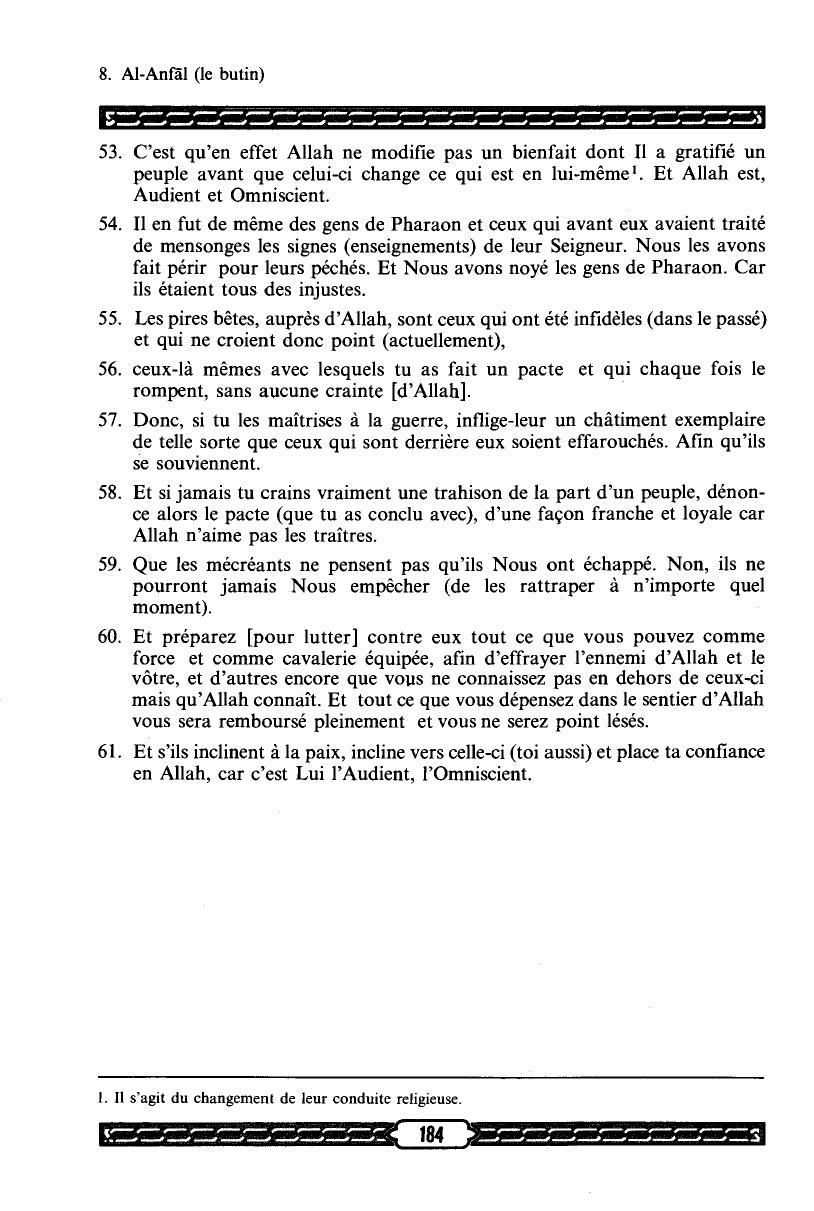 8. Al-Anfāl (le butin)
53. C’est qu’en effet Allah ne modifie pas un bienfait dont Il a gratifié un
peuple avant que celui-ci change ce qui est en lui-même¹. Et Allah est,
Audient et Omniscient.
54. Il en fut de même des gens de Pharaon et ceux qui avant eux avaient traité
de mensonges les signes (enseignements) de leur Seigneur. Nous les avons
fait périr pour leurs péchés. Et Nous avons noyé les gens de Pharaon. Car
ils étaient tous des injustes.
55. Les pires bêtes, auprès d’Allah, sont ceux qui ont été infidèles (dans le passé)
et qui ne croient donc point (actuellement),
56. ceux-là mêmes avec lesquels tu as fait un pacte et qui chaque fois le
rompent, sans aucune crainte [d’Allah].
57. Donc, si tu les maîtrises à la guerre, inflige-leur un châtiment exemplaire
de telle sorte que ceux qui sont derrière eux soient effarouchés. Afin qu’ils
se souviennent.
58. Et si jamais tu crains vraiment une trahison de la part d’un peuple, dénon-
ce alors le pacte (que tu as conclu avec), d’une façon franche et loyale car
Allah n’aime pas les traîtres.
59. Que les mécréants ne pensent pas qu’ils Nous ont échappé. Non, ils ne
pourront jamais Nous empêcher (de les rattraper à n’importe quel
moment).
60. Et préparez [pour lutter] contre eux tout ce que vous pouvez comme
force et comme cavalerie équipée, afin d’effrayer l’ennemi d’Allah et le
vôtre, et d’autres encore que vous ne connaissez pas en dehors de ceux-ci
mais qu’Allah connaît. Et tout ce que vous dépensez dans le sentier d’Allah
vous sera remboursé pleinement et vous ne serez point lésés.
61. Et s’ils inclinent à la paix, incline vers celle-ci (toi aussi) et place ta confiance
en Allah, car c’est Lui l’Audient, l’Omniscient.
1. Il s’agit du changement de leur conduite religieuse.
184